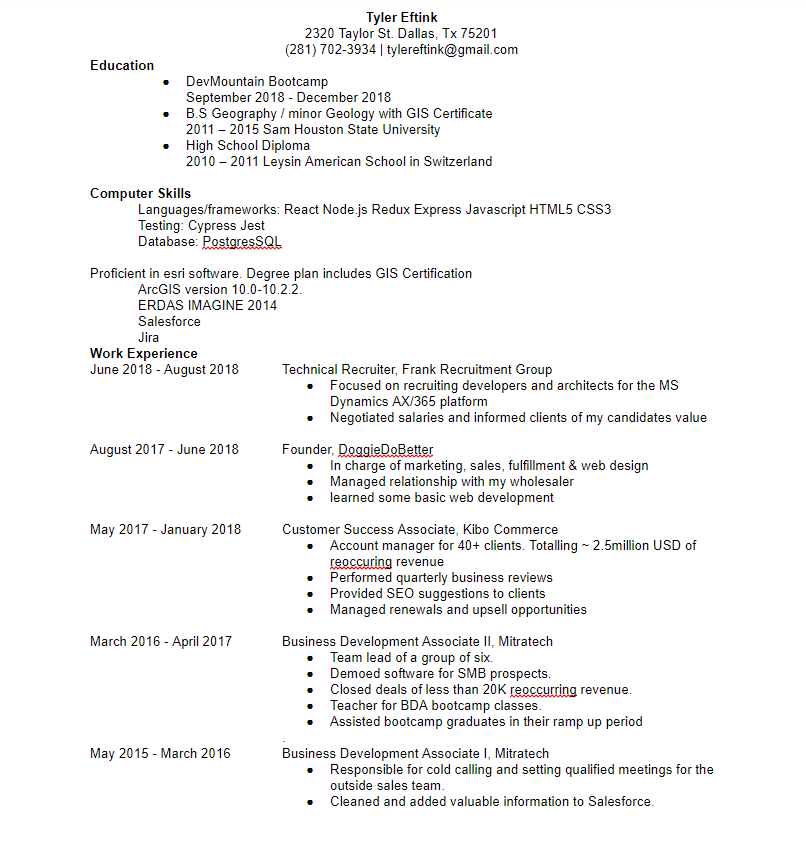 Tyler Eftink
2320 Taylor St. Dallas, Tx 75201
(281) 702-3934 | tylereftink@gmail.com
Education
● DevMountain Bootcamp
September 2018 - December 2018
● B.S Geography / minor Geology with GIS Certificate
2011 – 2015 Sam Houston State University
● High School Diploma
2010 – 2011 Leysin American School in Switzerland
Computer Skills
Languages/frameworks: React Node.js Redux Express Javascript HTML5 CSS3
Testing: Cypress Jest
Database: PostgresSQL
Proficient in esri software. Degree plan includes GIS Certification
ArcGIS version 10.0-10.2.2.
ERDAS IMAGINE 2014
Salesforce
Jira
Work Experience
June 2018 - August 2018 Technical Recruiter, Frank Recruitment Group
● Focused on recruiting developers and architects for the MS
Dynamics AX/365 platform
● Negotiated salaries and informed clients of my candidates value
August 2017 - June 2018 Founder, DoggieDoBetter
● In charge of marketing, sales, fulfillment & web design
● Managed relationship with my wholesaler
● learned some basic web development
May 2017 - January 2018 Customer Success Associate, Kibo Commerce
● Account manager for 40+ clients. Totalling ~ 2.5million USD of
reoccuring revenue
● Performed quarterly business reviews
● Provided SEO suggestions to clients
● Managed renewals and upsell opportunities
March 2016 - April 2017 Business Development Associate II, Mitratech
● Team lead of a group of six.
● Demoed software for SMB prospects.
● Closed deals of less than 20K reoccurring revenue.
● Teacher for BDA bootcamp classes.
● Assisted bootcamp graduates in their ramp up period
.
May 2015 - March 2016 Business Development Associate I, Mitratech
● Responsible for cold calling and setting qualified meetings for the
outside sales team.
● Cleaned and added valuable information to Salesforce.